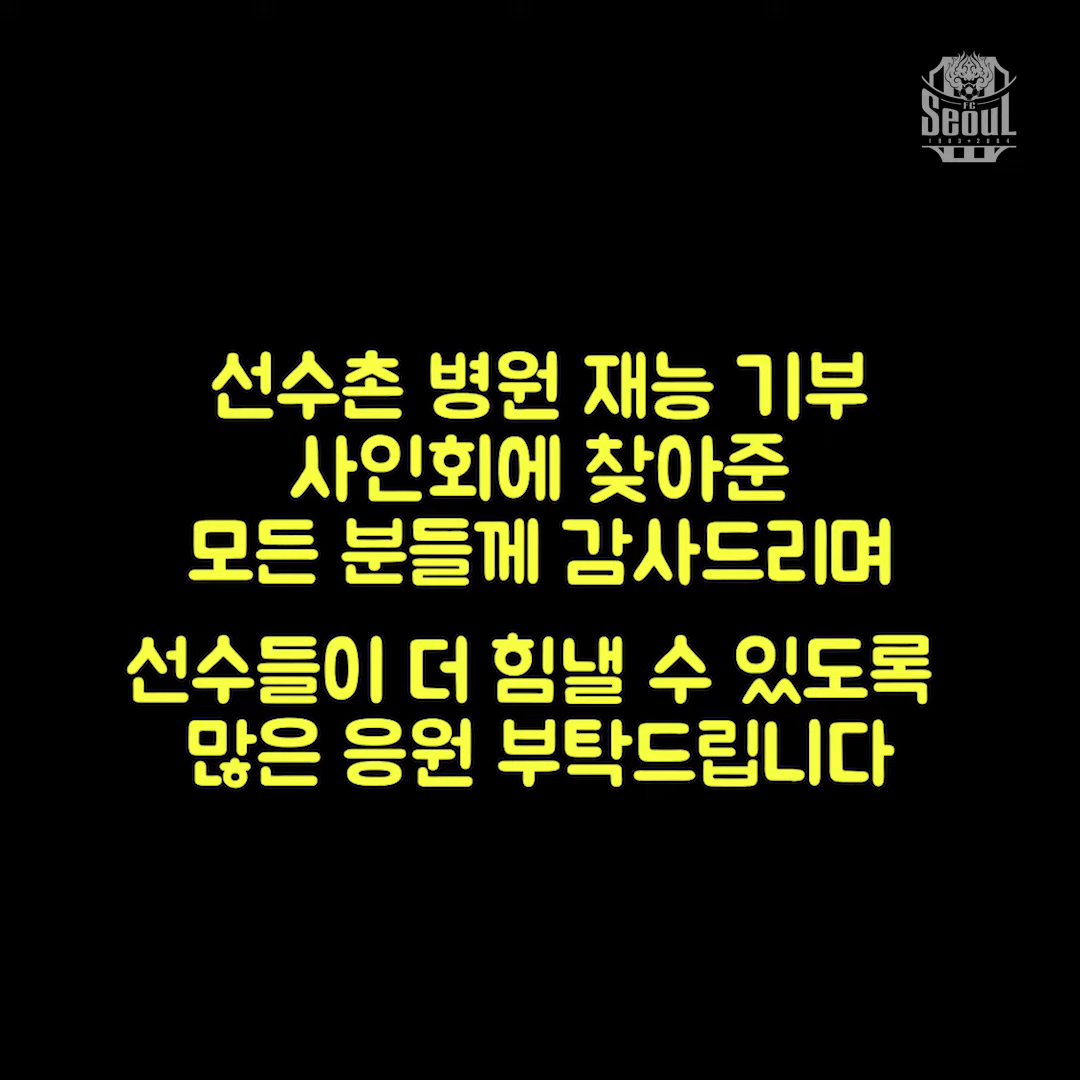 FC
SEOUL
1983*2004
선수촌 병원 재능 기부
사인회에 찾아준
모든 분들께 감사드리며
선수들이 더 힘낼 수 있도록
많은 응원 부탁드립니다